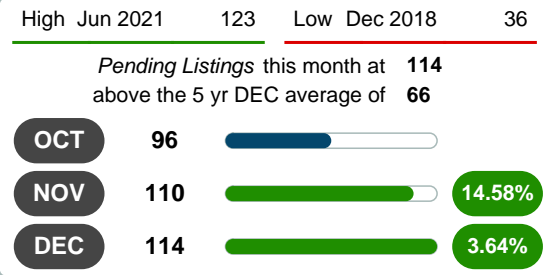 High Jun 2021 123 Low Dec 2018 36
Pending Listings this month at 114
above the 5 yr DEC average of 66
OCT 96
NOV 110 14.58%
DEC 114 3.64%